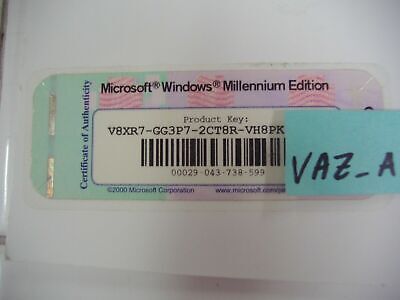 Microsoft® Windows® Millennium Edition
Certificate of Authenticity
Product Key:
V8XR7-GG3P7-2CT8R-VH8PK
VAZ_A
00029-043-738-599
©2000 Microsoft Corporation